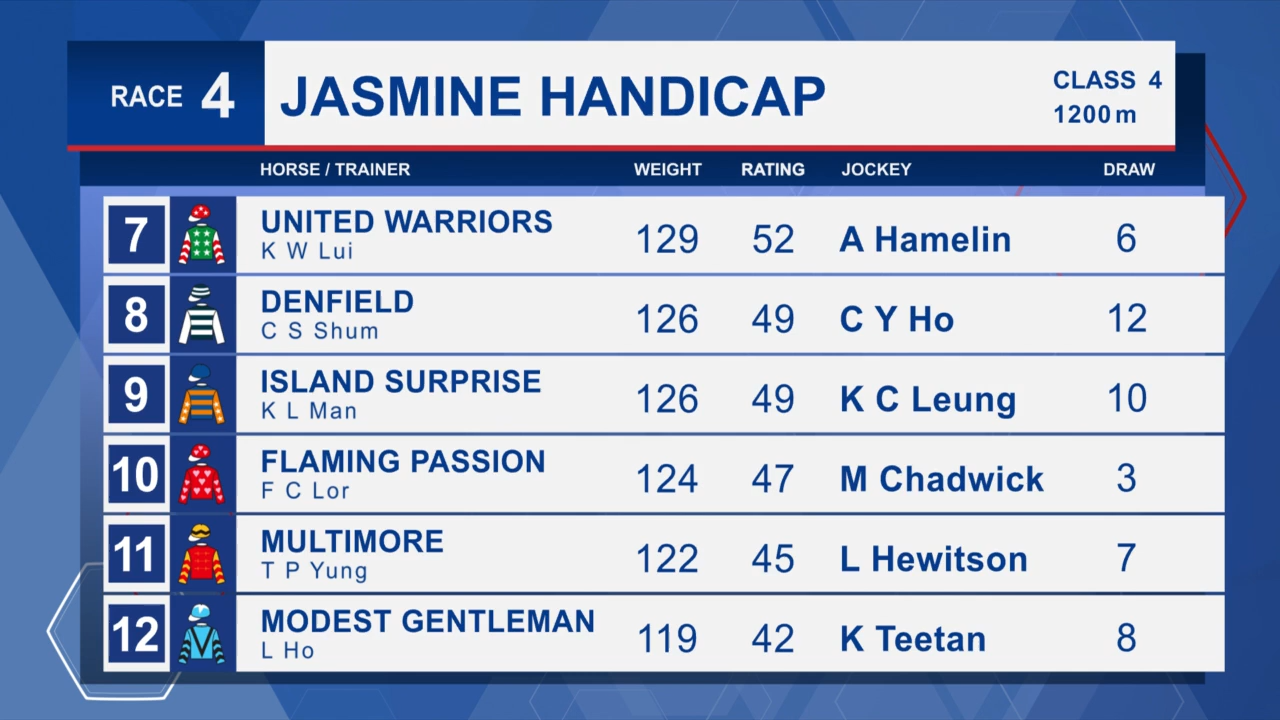 RACE 4 JASMINE HANDICAP CLASS 4
1200m
HORSE / TRAINER WEIGHT RATING JOCKEY DRAW
7 UNITED WARRIORS 129 52 A Hamelin 6
K W Lui
8 DENFIELD 126 49 C Y Ho 12
C S Shum
9 ISLAND SURPRISE 126 49 K C Leung 10
K L Man
10 FLAMING PASSION 124 47 M Chadwick 3
F C Lor
11 MULTIMORE 122 45 L Hewitson 7
T P Yung
12 MODEST GENTLEMAN 119 42 K Teetan 8
L Ho